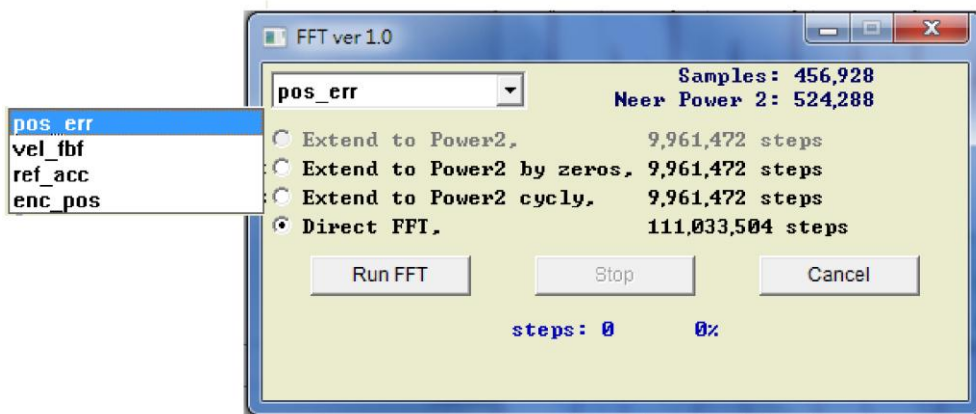 FFT ver 1.0
pos_err
Samples: 456,928
Neer Power 2: 524,288
pos_err
vel_fbf
ref_acc
enc_pos
Extend to Power2, 9,961,472 steps
Extend to Power2 by zeros, 9,961,472 steps
Extend to Power2 cycly, 9,961,472 steps
Direct FFT, 111,033,504 steps
Run FFT Stop Cancel
steps: 0 0%